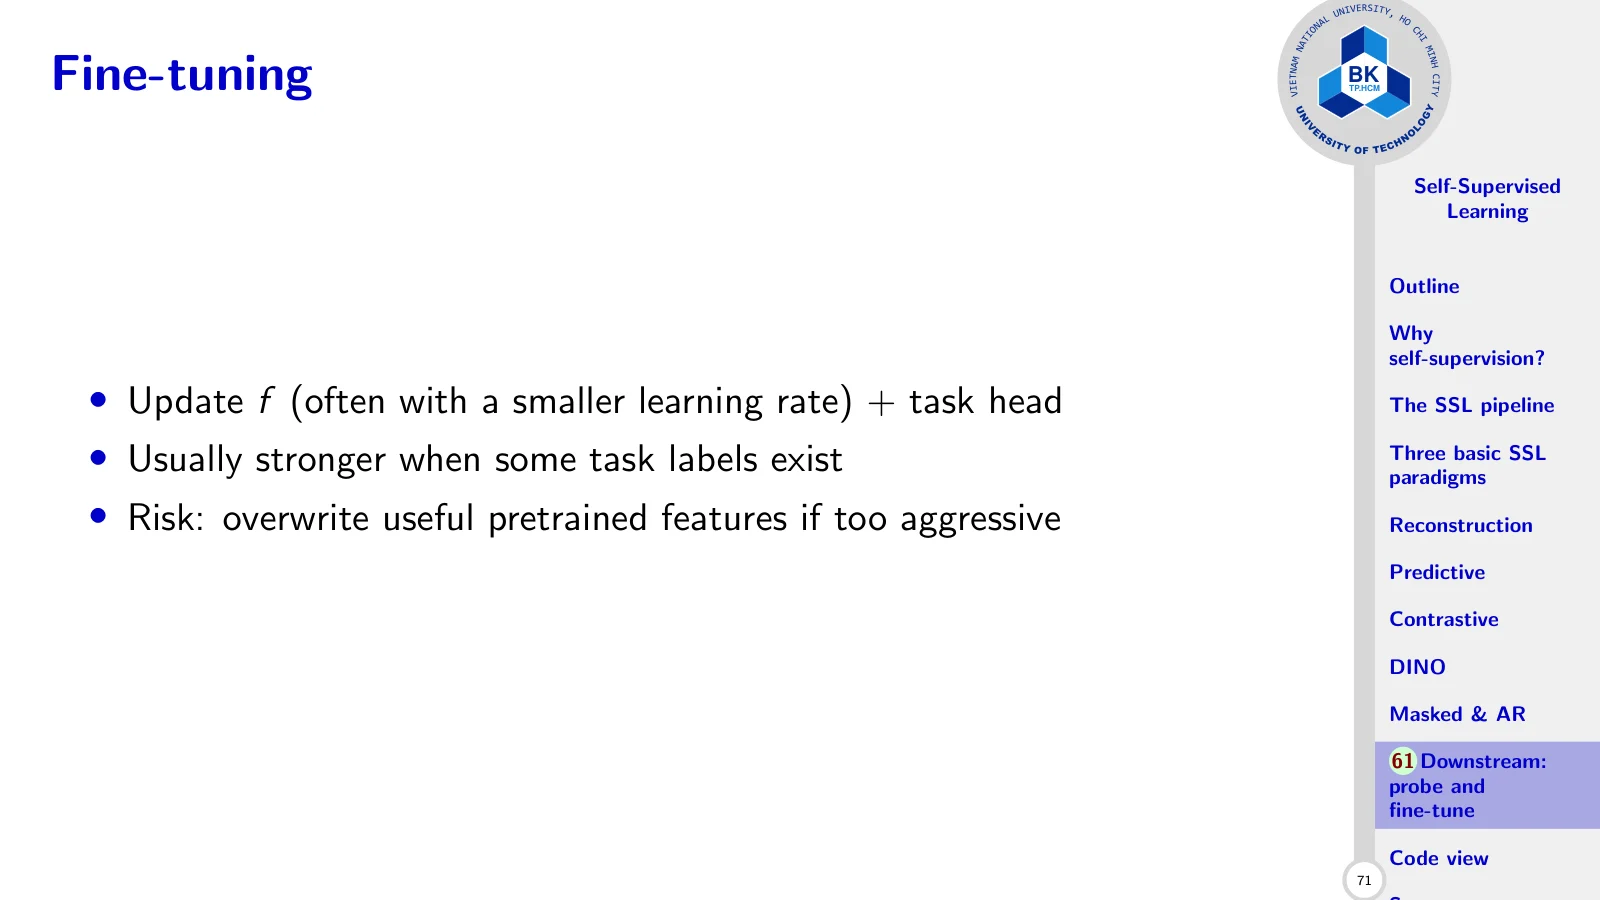 Fine-tuning
• Update f (often with a smaller learning rate) + task head
• Usually stronger when some task labels exist
• Risk: overwrite useful pretrained features if too aggressive
VIETNAM NATIONAL UNIVERSITY, HO CHI MINH CITY
BK
TP.HCM
UNIVERSITY OF TECHNOLOGY
Self-Supervised
Learning
Outline
Why
self-supervision?
The SSL pipeline
Three basic SSL
paradigms
Reconstruction
Predictive
Contrastive
DINO
Masked & AR
61 Downstream:
probe and
fine-tune
Code view
71